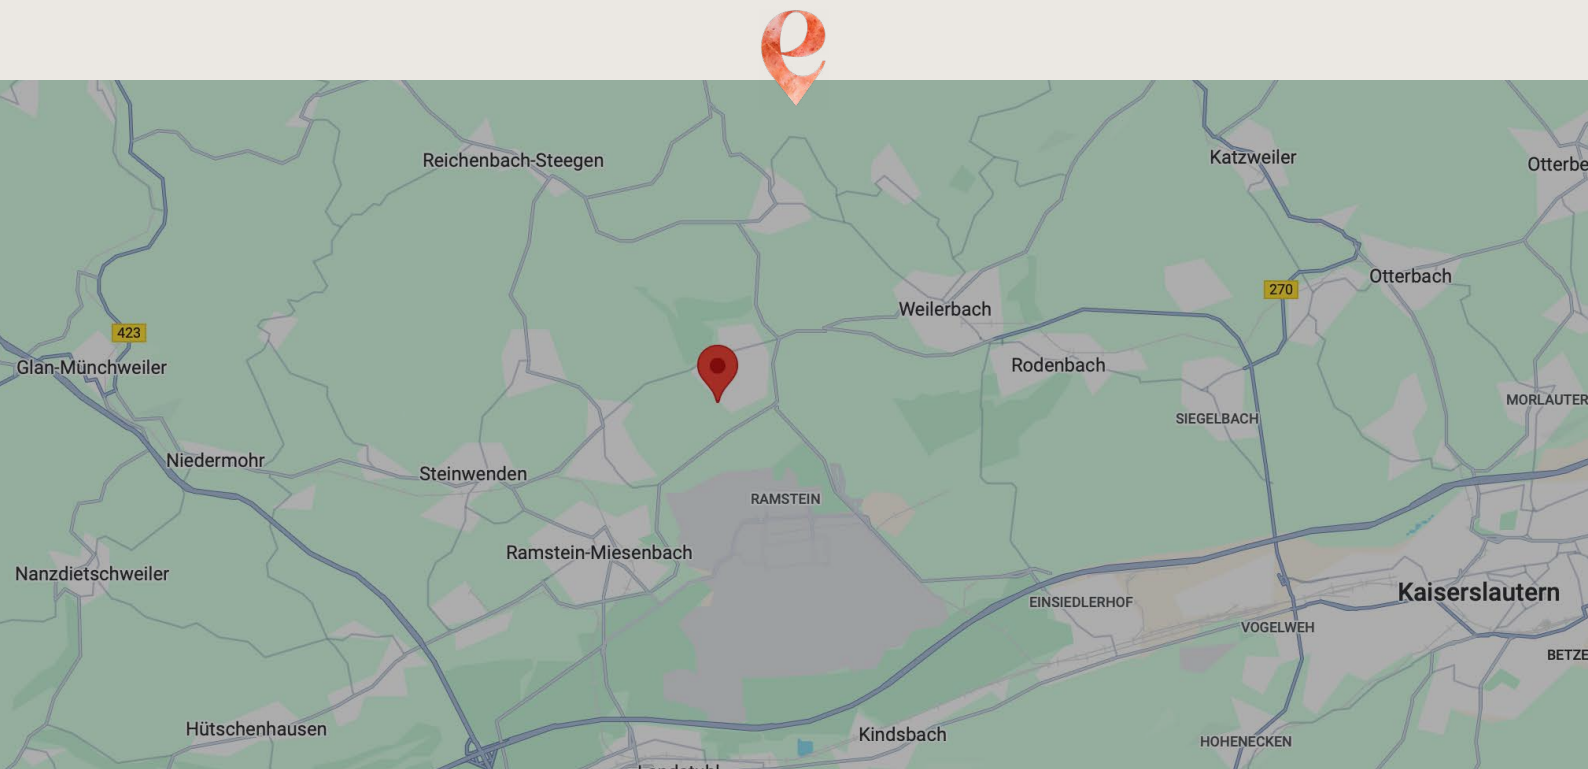 e
Reichenbach-Steegen
Katzweiler
Otterbe
Otterbach
270
Weilerbach
423
Glan-Münchweiler
Rodenbach
MORLAUTER
SIEGELBACH
Niedermohr
Steinwenden
RAMSTEIN
Ramstein-Miesenbach
Nanzdietschweiler
Kaiserslautern
EINSIEDLERHOF
VOGELWEH
BETZE
Hütschenhausen
Kindsbach
HOHENECKEN